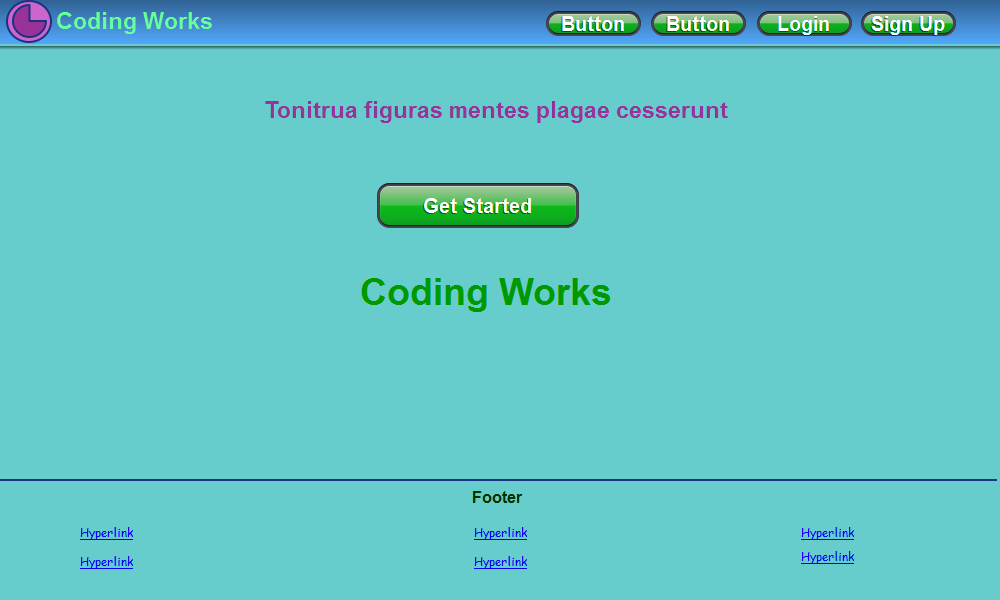 Coding Works
Button Button Login Sign Up
Tonitrua figuras mentes plagae cesserunt
Get Started
Coding Works
Footer
Hyperlink Hyperlink Hyperlink
Hyperlink Hyperlink Hyperlink